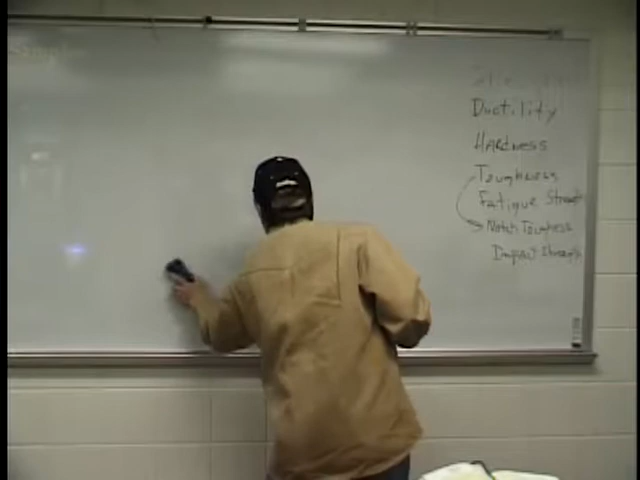 Ductility
Hardness
Toughness
Fatigue Strength
Notch Toughness
Impact Strength